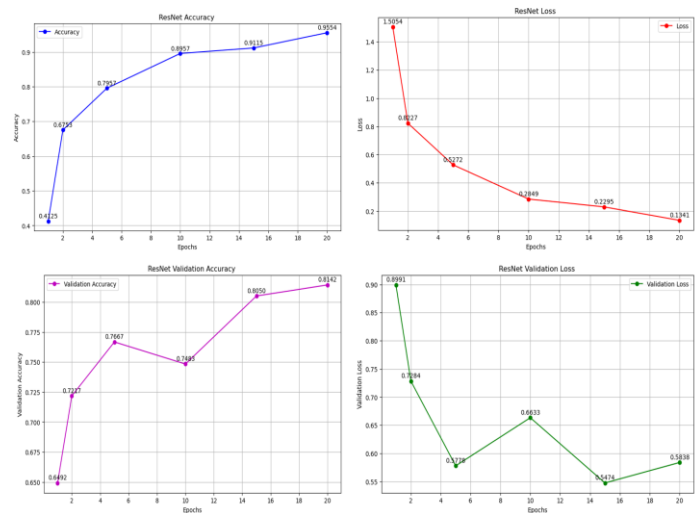 ResNet Accuracy
Accuracy
0.9
0.8
0.7
0.6
0.5
0.4
Accuracy
0.4125
0.6753
0.7957
0.8957
0.9115
0.9554
2 4 6 8 10 12 14 16 18 20
Epochs
ResNet Loss
Loss
1.4
1.2
1.0
0.8
0.6
0.4
0.2
Loss
1.5054
0.8227
0.5272
0.2849
0.2295
0.1341
2 4 6 8 10 12 14 16 18 20
Epochs
ResNet Validation Accuracy
Validation Accuracy
0.800
0.775
0.750
0.725
0.700
0.675
0.650
Validation Accuracy
0.6492
0.7217
0.7667
0.7483
0.8050
0.8142
2 4 6 8 10 12 14 16 18 20
Epochs
ResNet Validation Loss
Validation Loss
0.90
0.85
0.80
0.75
0.70
0.65
0.60
0.55
Validation Loss
0.8991
0.7284
0.5778
0.6633
0.5474
0.5838
2 4 6 8 10 12 14 16 18 20
Epochs